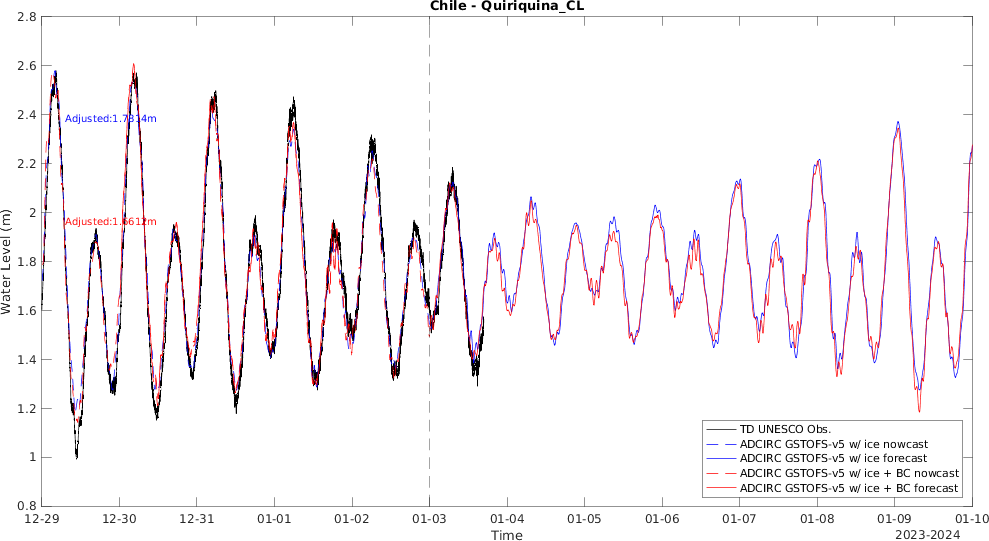 Chile - Quiriquina_CL
2.8
2.6
2.4
2.2
2
1.8
1.6
1.4
1.2
1
0.8
Water Level (m)
Adjusted:1.7314m
Adjusted:1.6612m
TD UNESCO Obs.
ADCIRC GSTOFS-v5 w/ ice nowcast
ADCIRC GSTOFS-v5 w/ ice forecast
ADCIRC GSTOFS-v5 w/ ice + BC nowcast
ADCIRC GSTOFS-v5 w/ ice + BC forecast
12-29 12-30 12-31 01-01 01-02 01-03 01-04 01-05 01-06 01-07 01-08 01-09 01-10
Time
2023-2024